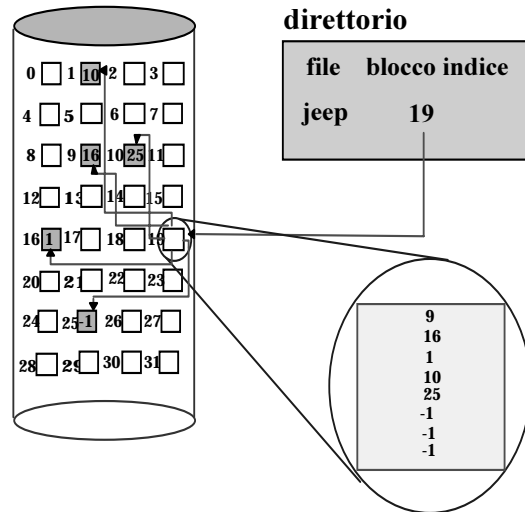 direttorio
file blocco indice
jeep 19
0 1 10 2 3
4 5 6 7
8 9 16 10 25 11
12 13 14 15
16 1 17 18 19
20 21 22 23
24 25 -1 26 27
28 29 30 31
9
16
1
10
25
-1
-1
-1